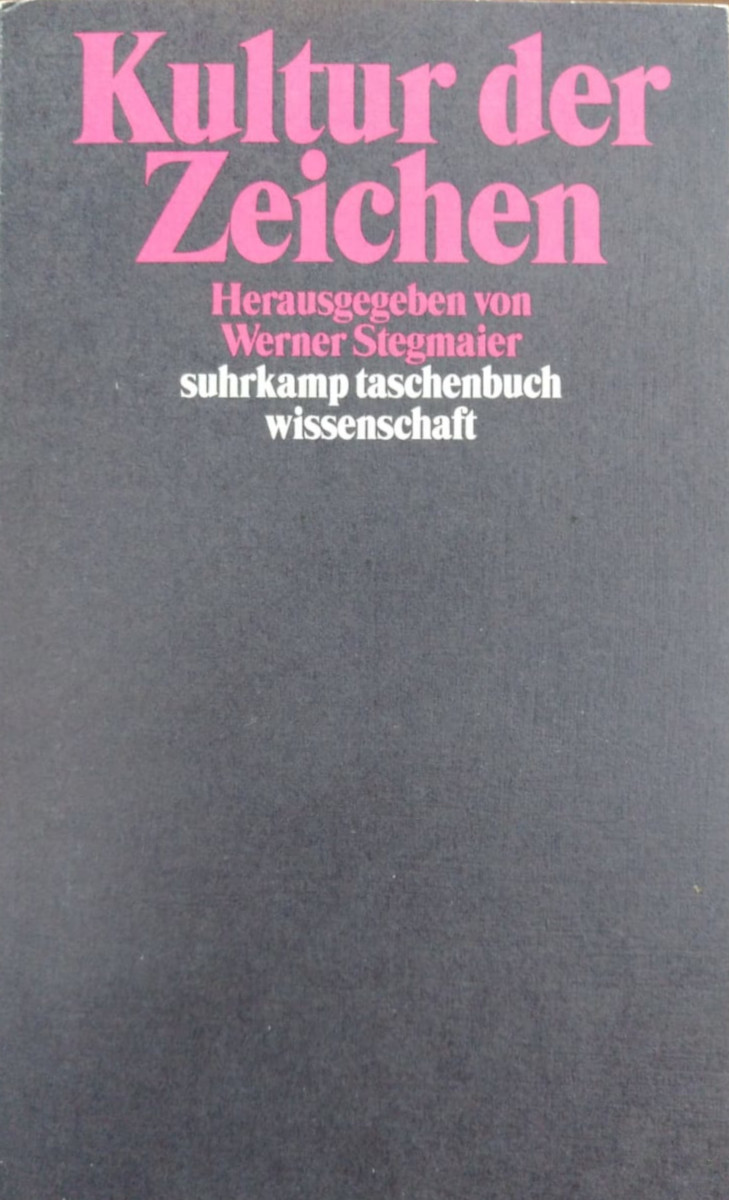 Kultur der
Zeichen
Herausgegeben von
Werner Stegmaier
suhrkamp taschenbuch
wissenschaft